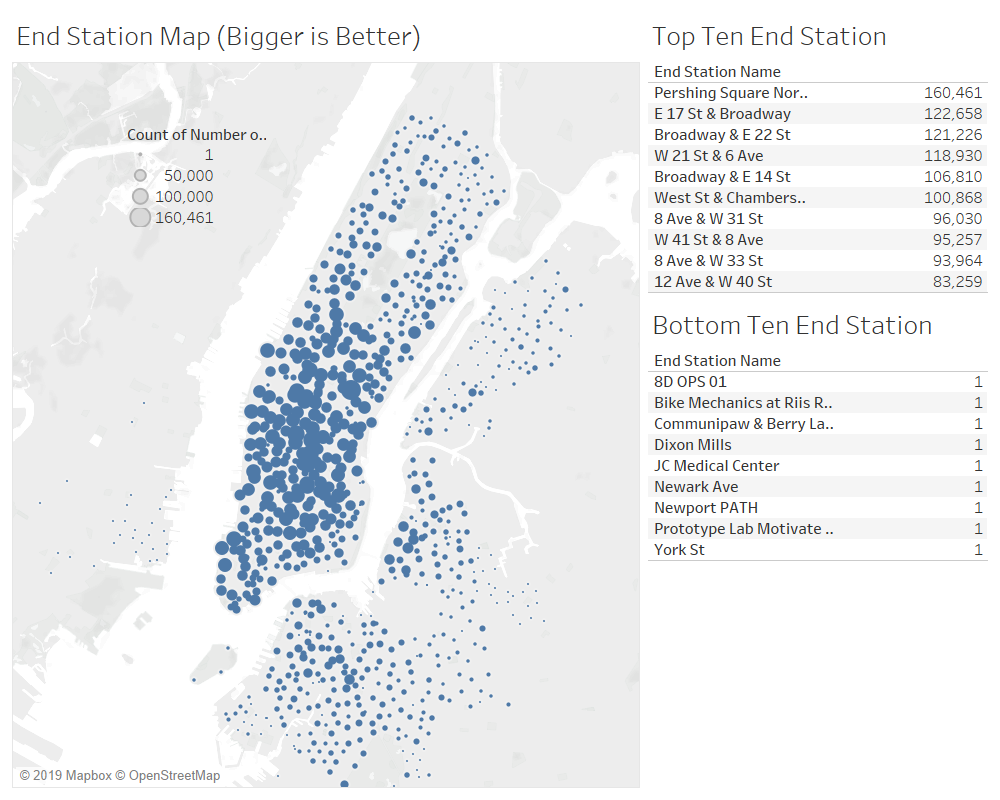 End Station Map (Bigger is Better)
Count of Number o..
1
50,000
100,000
160,461
© 2019 Mapbox © OpenStreetMap
Top Ten End Station
End Station Name
Pershing Square Nor.. 160,461
E 17 St & Broadway 122,658
Broadway & E 22 St 121,226
W 21 St & 6 Ave 118,930
Broadway & E 14 St 106,810
West St & Chambers.. 100,868
8 Ave & W 31 St 96,030
W 41 St & 8 Ave 95,257
8 Ave & W 33 St 93,964
12 Ave & W 40 St 83,259
Bottom Ten End Station
End Station Name
8D OPS 01 1
Bike Mechanics at Riis R.. 1
Communipaw & Berry La.. 1
Dixon Mills 1
JC Medical Center 1
Newark Ave 1
Newport PATH 1
Prototype Lab Motivate .. 1
York St 1